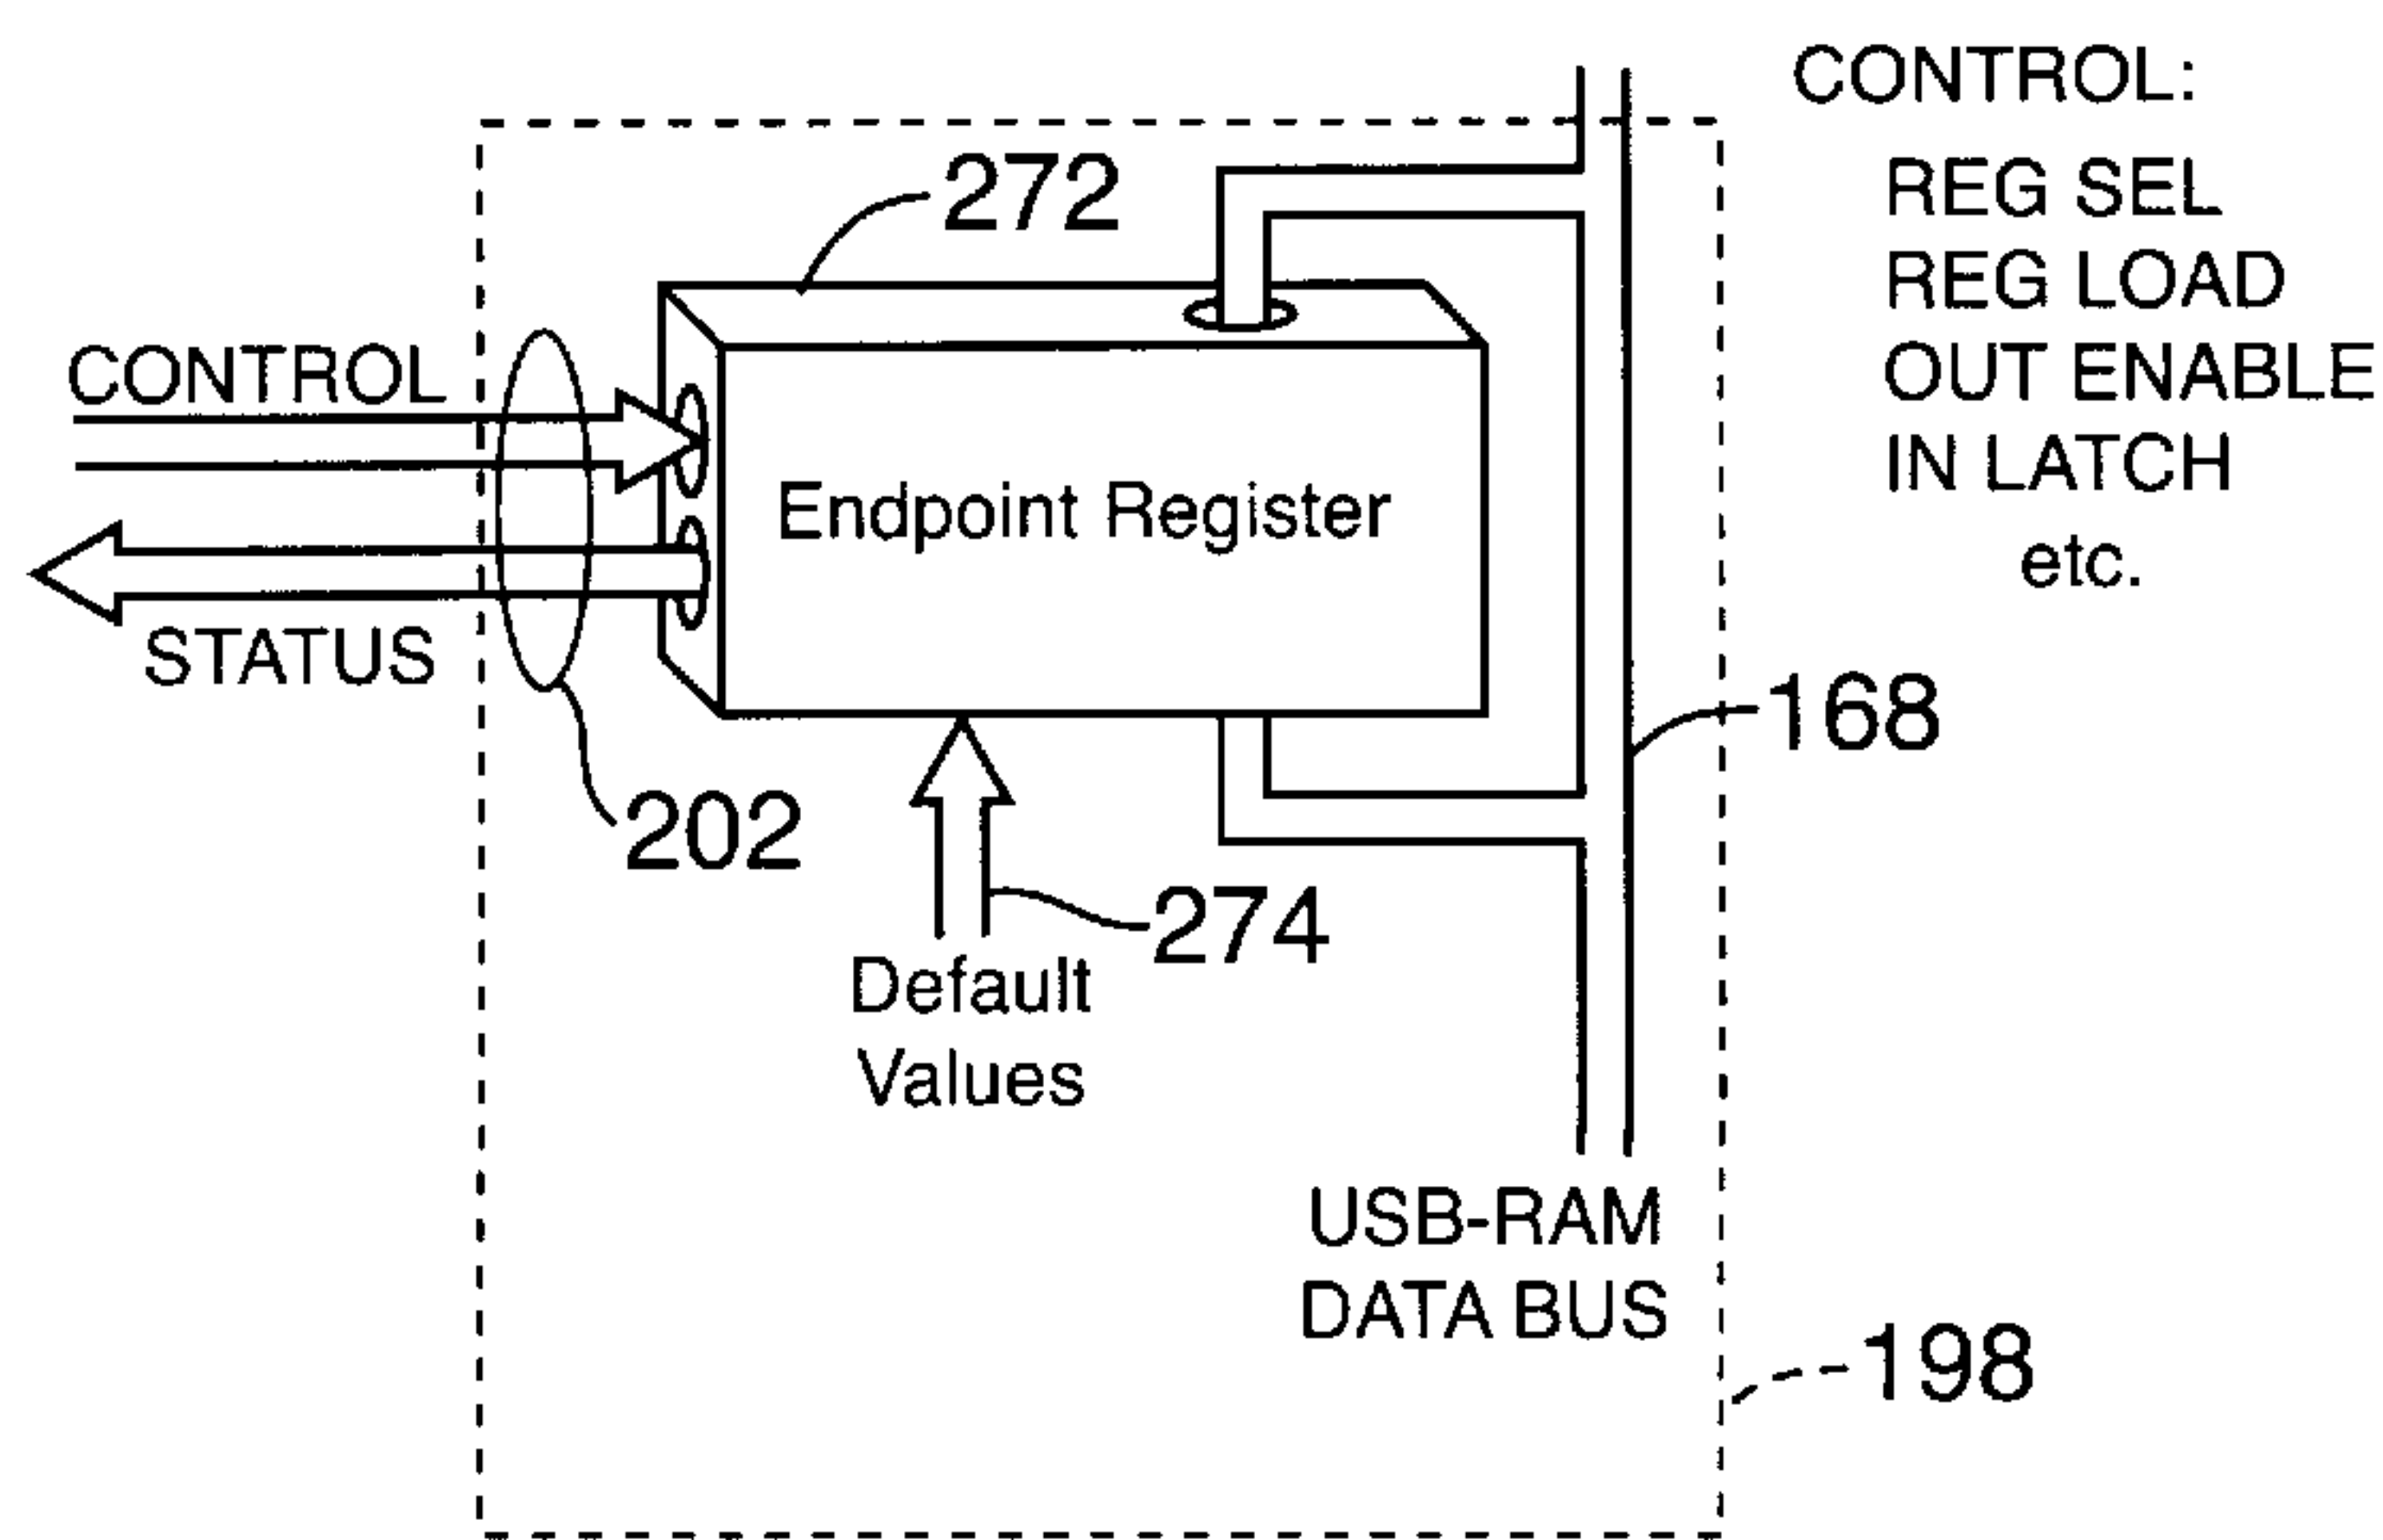 CONTROL:
REG SEL
REG LOAD
OUT ENABLE
IN LATCH
etc.
272
CONTROL
Endpoint Register
STATUS
168
202
274
Default
Values
USB-RAM
DATA BUS
198